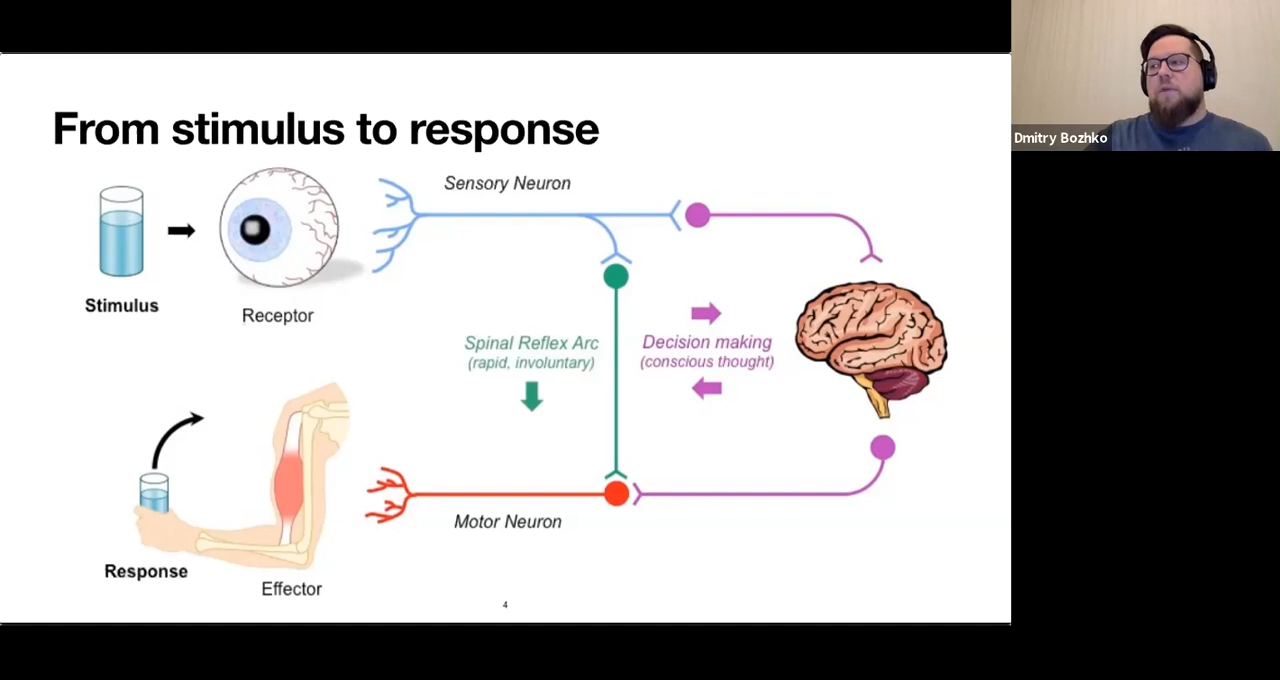 From stimulus to response
Sensory Neuron
Stimulus
Receptor
Spinal Reflex Arc
(rapid, involuntary)
Decision making
(conscious thought)
Motor Neuron
Response
Effector
4
Dmitry Bozhko